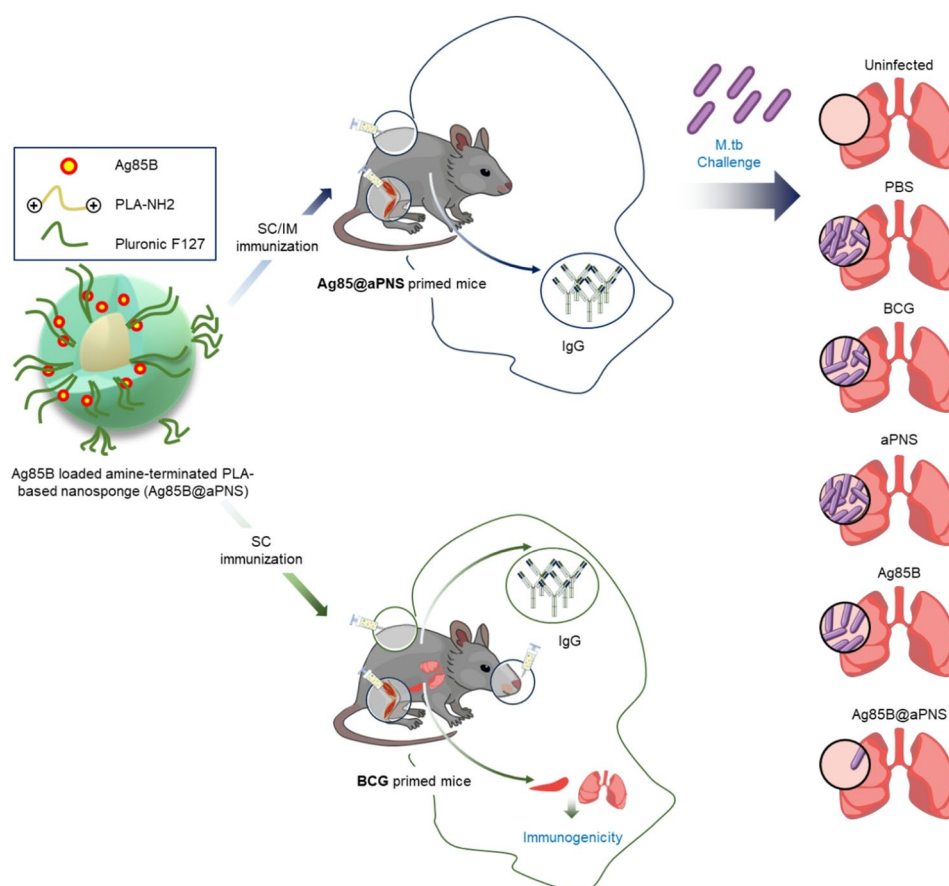 Ag85B
PLA-NH2
Pluronic F127
Ag85B loaded amine-terminated PLA-
based nanosponge (Ag85B@aPNS)
SC/IM
immunization
Ag85@aPNS primed mice
IgG
SC
immunization
BCG primed mice
IgG
Immunogenicity
M.tb
Challenge
Uninfected
PBS
BCG
aPNS
Ag85B
Ag85B@aPNS